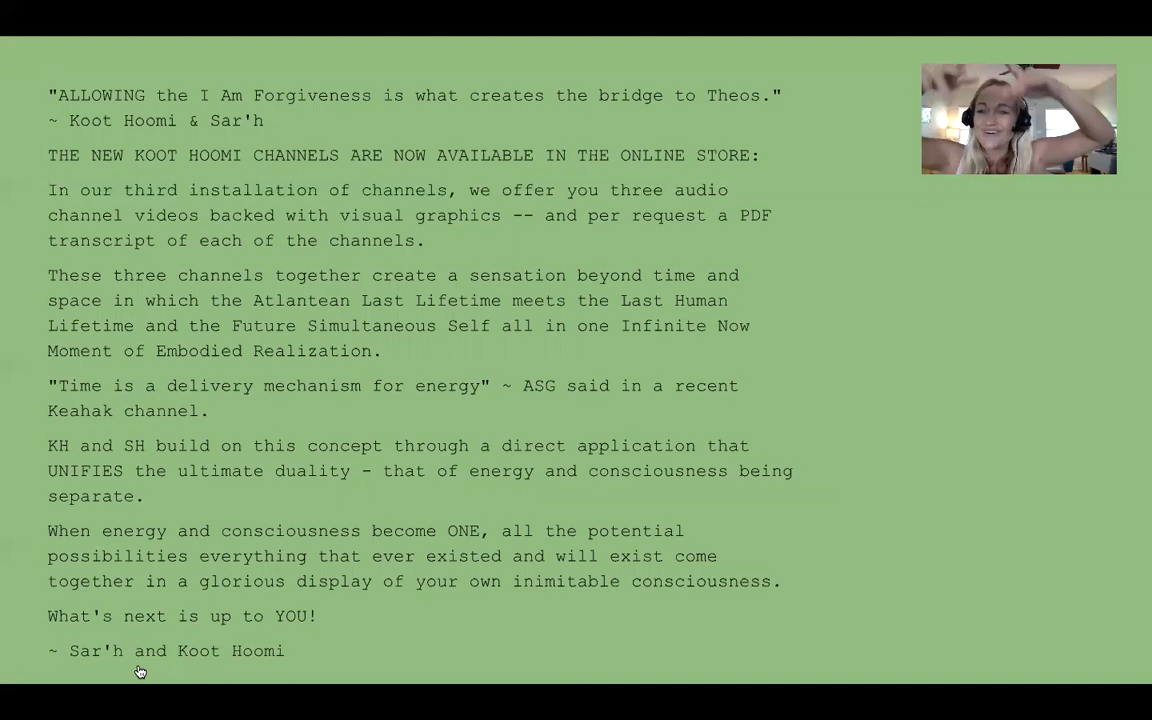 "ALLOWING the I Am Forgiveness is what creates the bridge to Theos."
~ Koot Hoomi & Sar'h
THE NEW KOOT HOOMI CHANNELS ARE NOW AVAILABLE IN THE ONLINE STORE:
In our third installation of channels, we offer you three audio
channel videos backed with visual graphics -- and per request a PDF
transcript of each of the channels.
These three channels together create a sensation beyond time and
space in which the Atlantean Last Lifetime meets the Last Human
Lifetime and the Future Simultaneous Self all in one Infinite Now
Moment of Embodied Realization.
"Time is a delivery mechanism for energy" ~ ASG said in a recent
Keahak channel.
KH and SH build on this concept through a direct application that
UNIFIES the ultimate duality - that of energy and consciousness being
separate.
When energy and consciousness become ONE, all the potential
possibilities everything that ever existed and will exist come
together in a glorious display of your own inimitable consciousness.
What's next is up to YOU!
~ Sar'h and Koot Hoomi